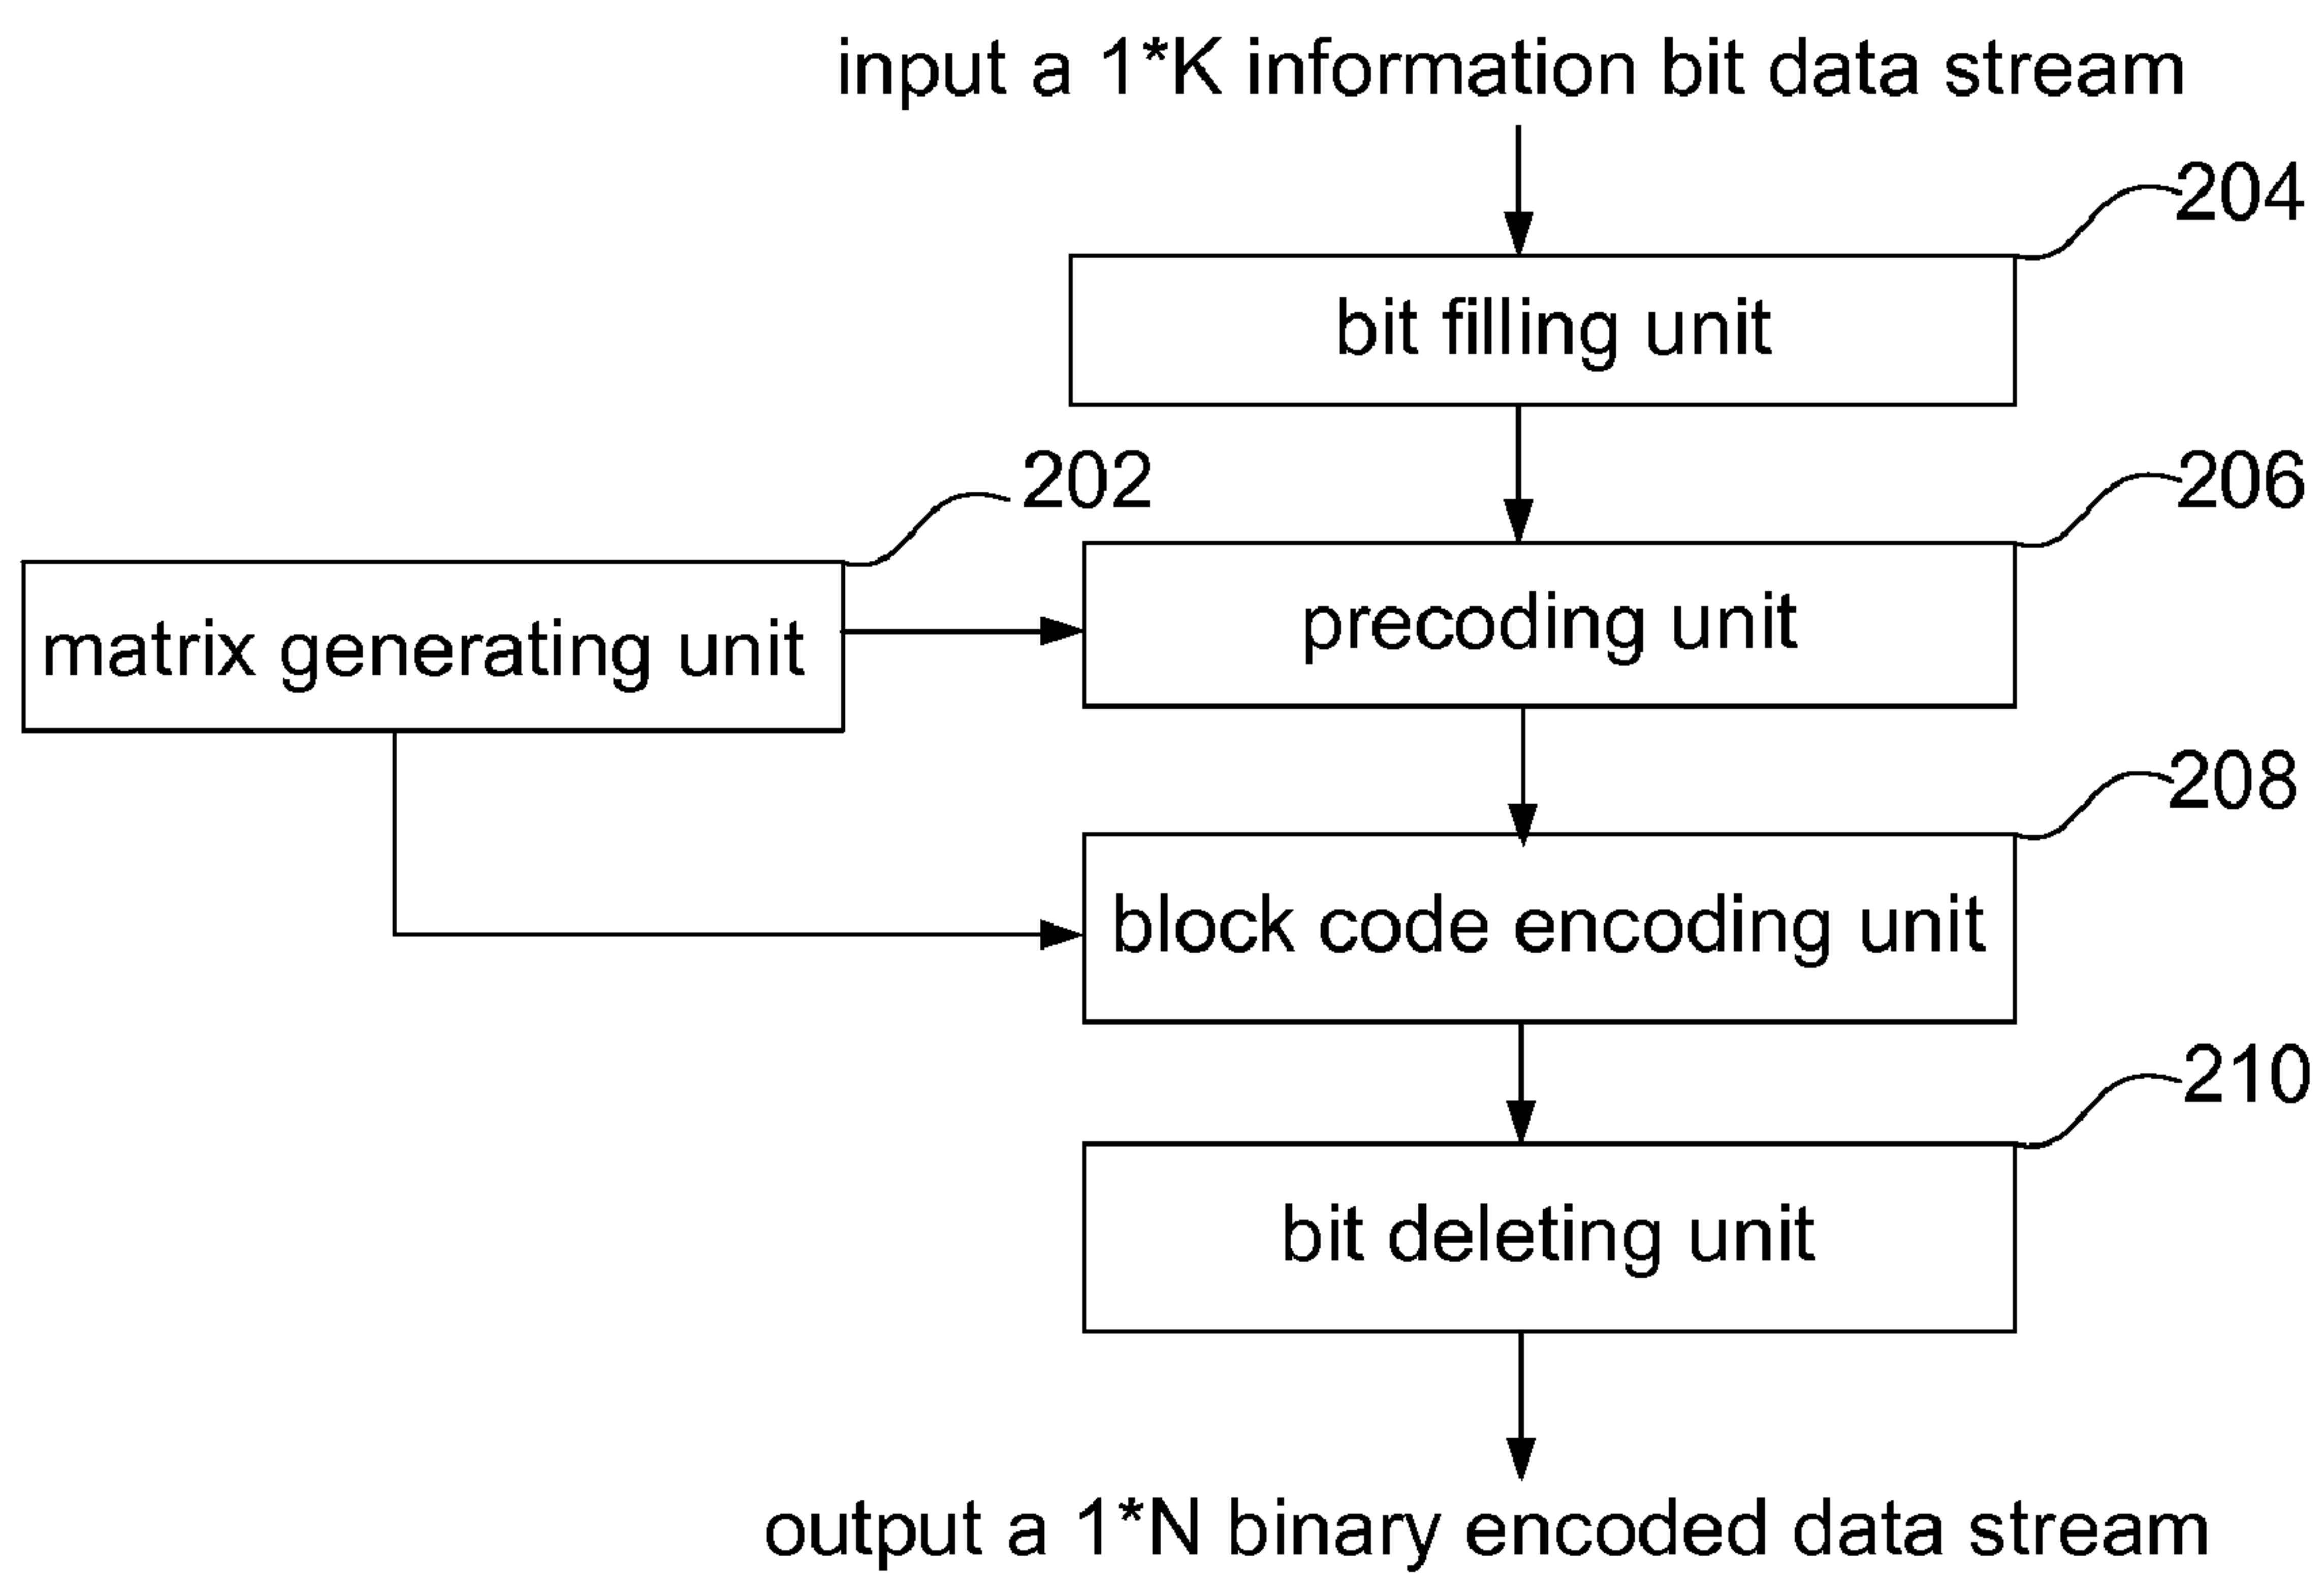 input a 1*K information bit data stream
204
bit filling unit
202
206
matrix generating unit
precoding unit
208
block code encoding unit
210
bit deleting unit
output a 1*N binary encoded data stream